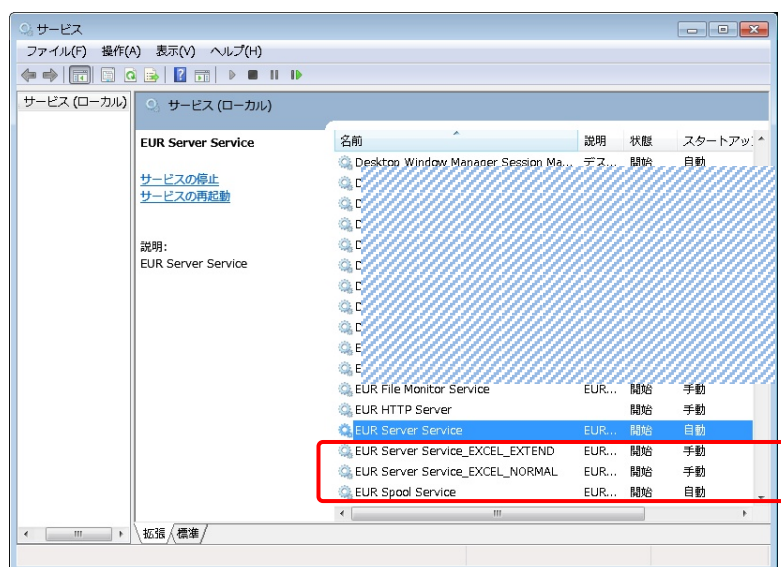 サービス
ファイル(F) 操作(A) 表示(V) ヘルプ(H)
サービス (ローカル)
サービス (ローカル)
EUR Server Service
サービスの停止
サービスの再起動
説明:
EUR Server Service
名前 説明 状態 スタートアップ
Desktop Window Manager Session Ma... デス... 開始 自動
D
D
D
D
D
D
D
D
E
E
EUR File Monitor Service EUR... 開始 手動
EUR HTTP Server 開始 手動
EUR Server Service EUR... 開始 自動
EUR Server Service_EXCEL_EXTEND EUR... 開始 手動
EUR Server Service_EXCEL_NORMAL EUR... 開始 手動
EUR Spool Service EUR... 開始 自動
拡張 標準